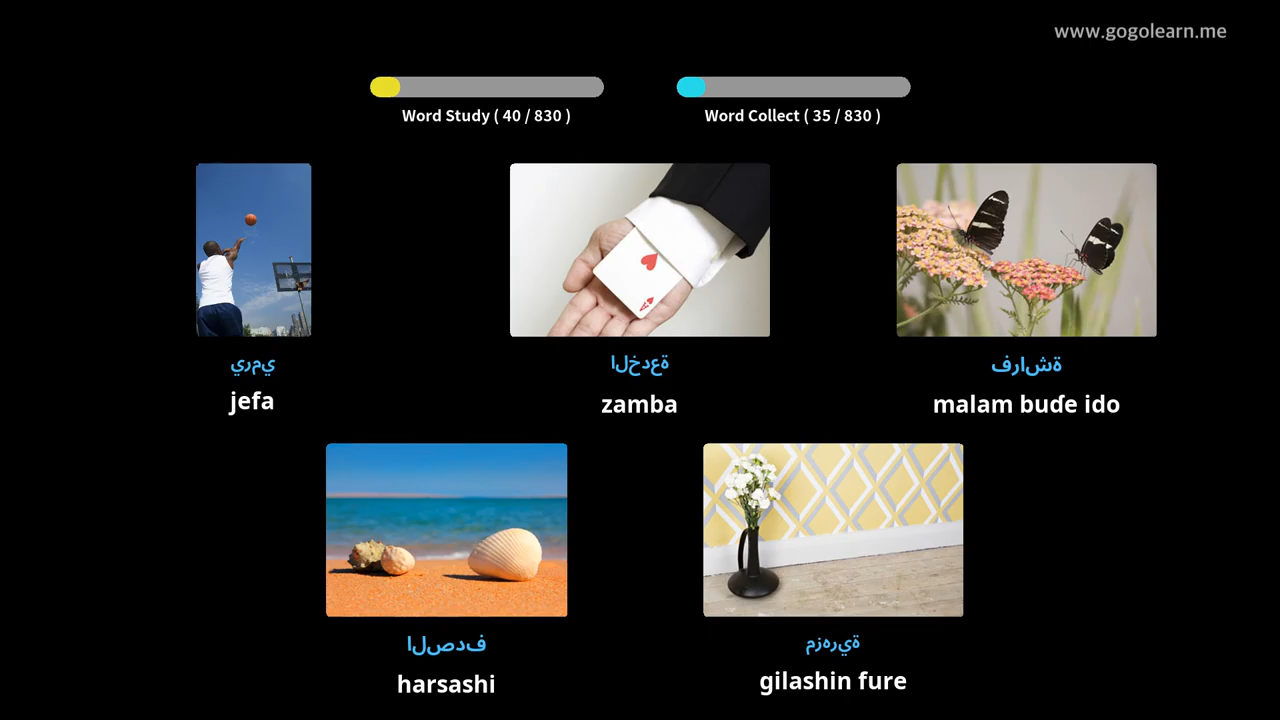 www.gogolearn.me
Word Study ( 40 / 830 )
Word Collect ( 35 / 830 )
يرمي
الخدعة
فراشة
jefa
zamba
malam buɗe ido
الصدف
مزهرية
harsashi
gilashin fure